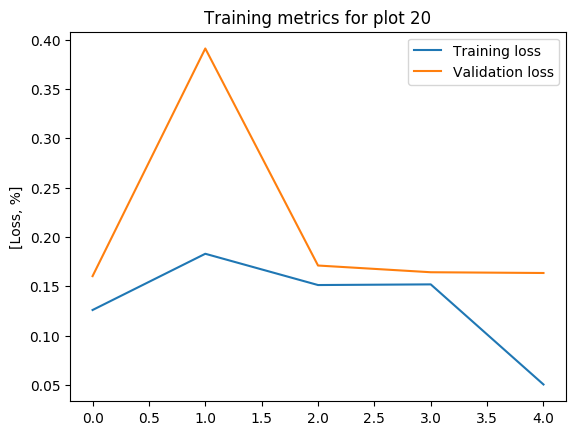 Training metrics for plot 20
Training loss
Validation loss
[Loss, %]
0.40
0.35
0.30
0.25
0.20
0.15
0.10
0.05
0.0 0.5 1.0 1.5 2.0 2.5 3.0 3.5 4.0